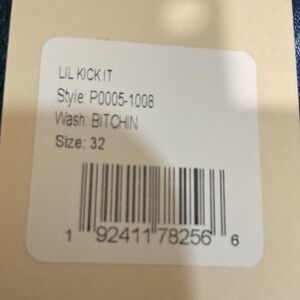 LIL KICK IT
Style: P0005-1008
Wash: BITCHIN
Size: 32
1 92411 78256 6